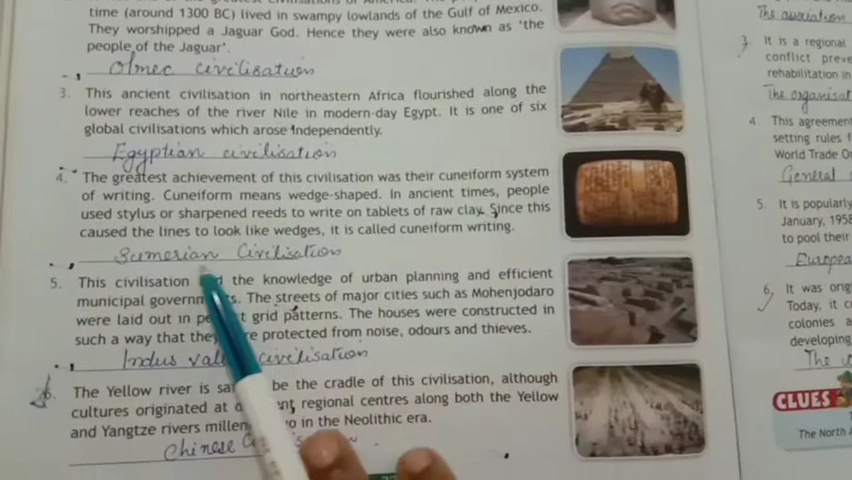 time (around 1300 BC) lived in swampy lowlands of the Gulf of Mexico.
They worshipped a Jaguar God. Hence they were also known as 'the
people of the Jaguar'.
Olmec civilisation
3. This ancient civilisation in northeastern Africa flourished along the
lower reaches of the river Nile in modern-day Egypt. It is one of six
global civilisations which arose independently.
Egyptian civilisation
4. The greatest achievement of this civilisation was their cuneiform system
of writing. Cuneiform means wedge-shaped. In ancient times, people
used stylus or sharpened reeds to write on tablets of raw clay. Since this
caused the lines to look like wedges, it is called cuneiform writing.
Sumerian Civilisation
5. This civilisation the knowledge of urban planning and efficient
municipal The streets of major cities such as Mohenjodaro
were laid out in grid patterns. The houses were constructed in
such a way that protected from noise, odours and thieves.
Indus civilisation
6. The Yellow river is be the cradle of this civilisation, although
cultures originated at regional centres along both the Yellow
and Yangtze rivers in the Neolithic era.
Chinese
The association
3. It is a regional
conflict
rehabilitation in
The
4. This agreement
setting rules
World Trade
General
5. It is popularly
January, 1958
to pool their
6. It was
Today, it
colonies a
developing
The
CLUES
The North